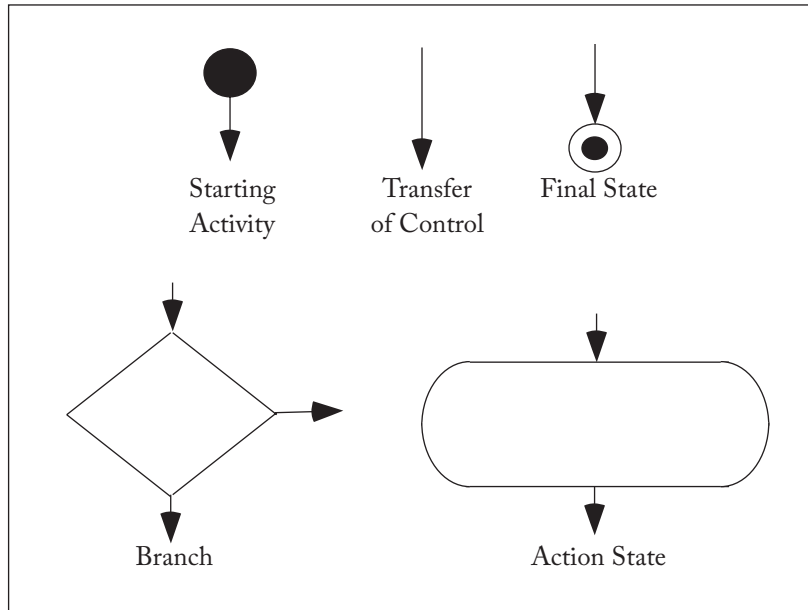 Starting
Activity
Transfer
of Control
Final State
Branch
Action State